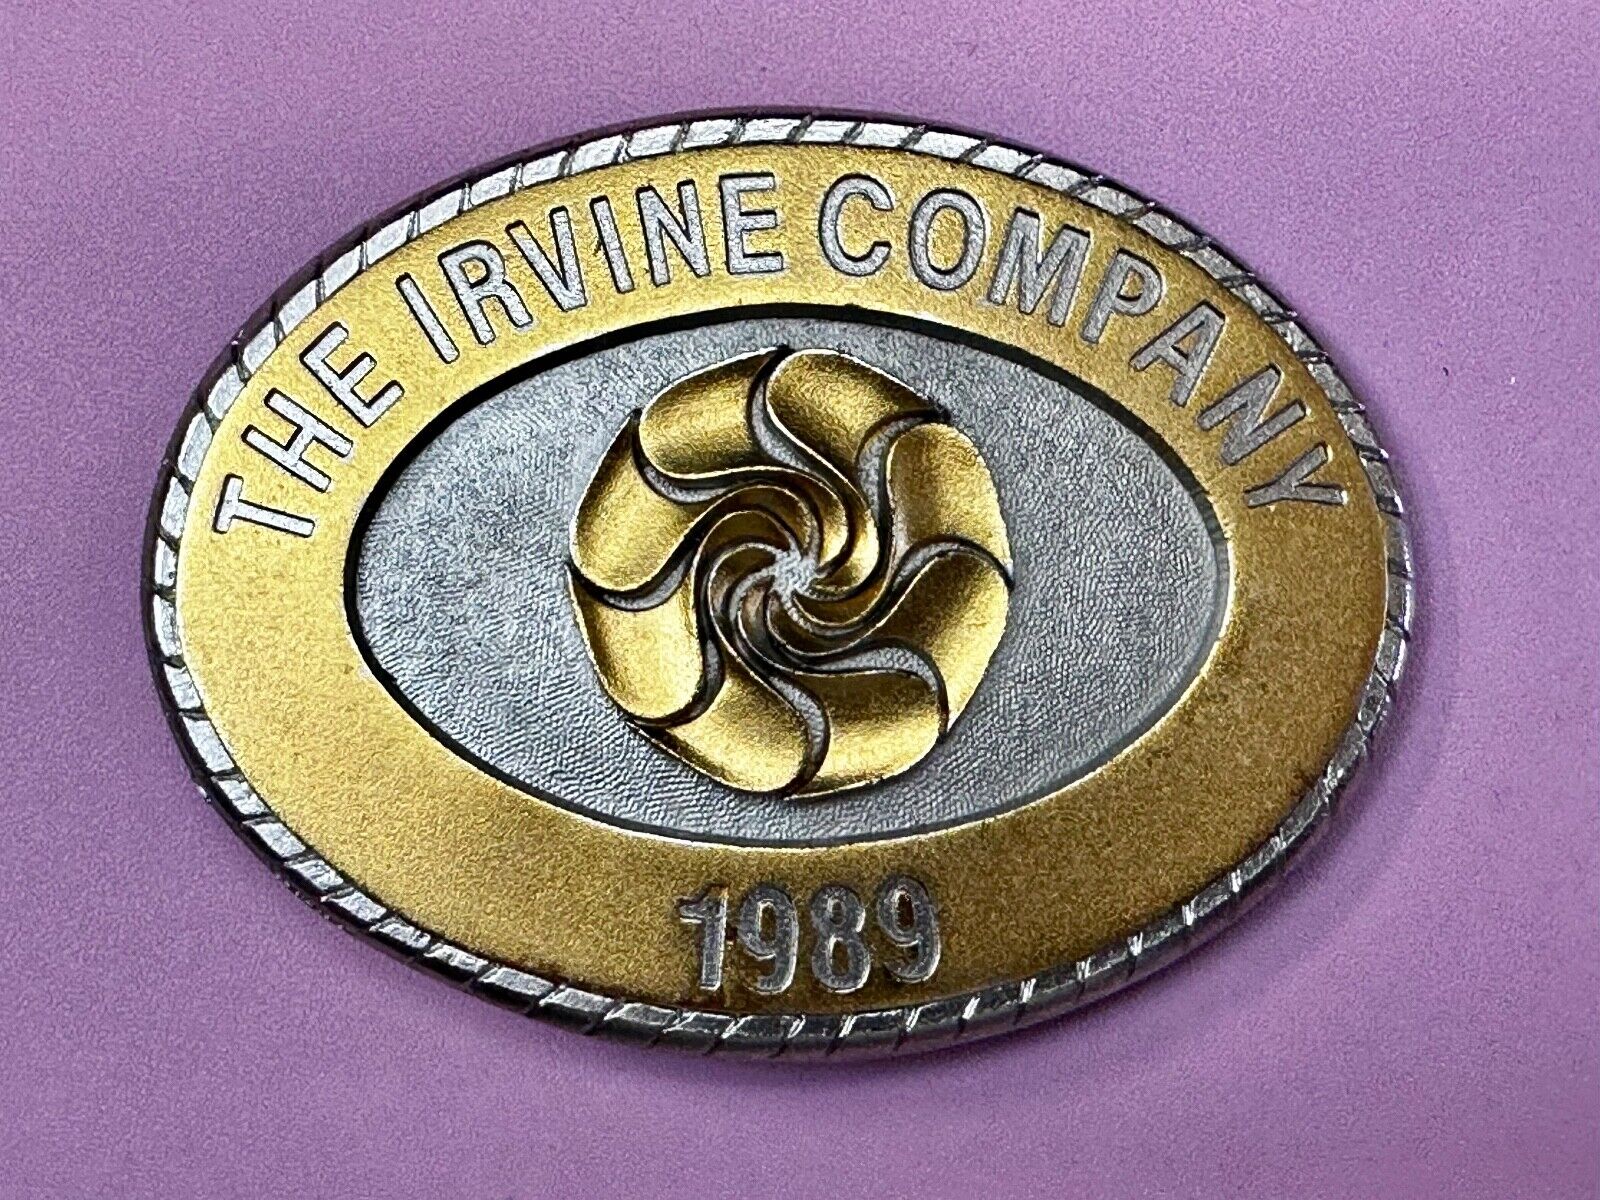 THE IRVINE COMPANY
1989